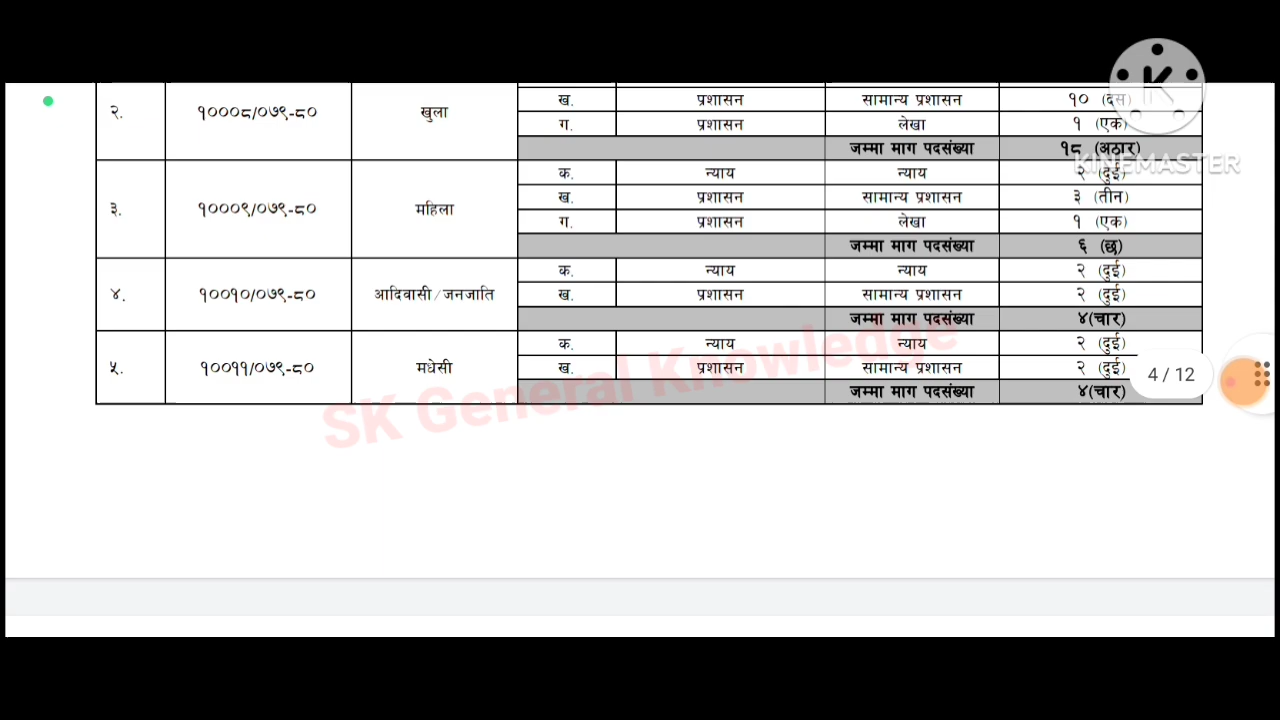 ख. प्रशासन सामान्य प्रशासन १० (दस)
२. १०००८/०७९-८० खुला
ग. प्रशासन लेखा १ (एक)
जम्मा माग पदसंख्या १८ (अठार)
क. न्याय न्याय २ (दुई)
३. १०००९/०७९-८० महिला ख. प्रशासन सामान्य प्रशासन ३ (तीन)
ग. प्रशासन लेखा १ (एक)
जम्मा माग पदसंख्या ६ (छ)
क. न्याय न्याय २ (दुई)
४. १००१०/०७९-८० आदिवासी/जनजाति ख. प्रशासन सामान्य प्रशासन २ (दुई)
जम्मा माग पदसंख्या ४(चार)
क. न्याय न्याय २ (दुई)
५. १००११/०७९-८० मधेसी ख. प्रशासन सामान्य प्रशासन २ (दुई)
जम्मा माग पदसंख्या ४(चार)
4 / 12
K
KINEMASTER
SK General Knowledge